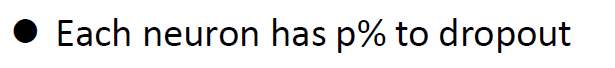 ● Each neuron has p% to dropout